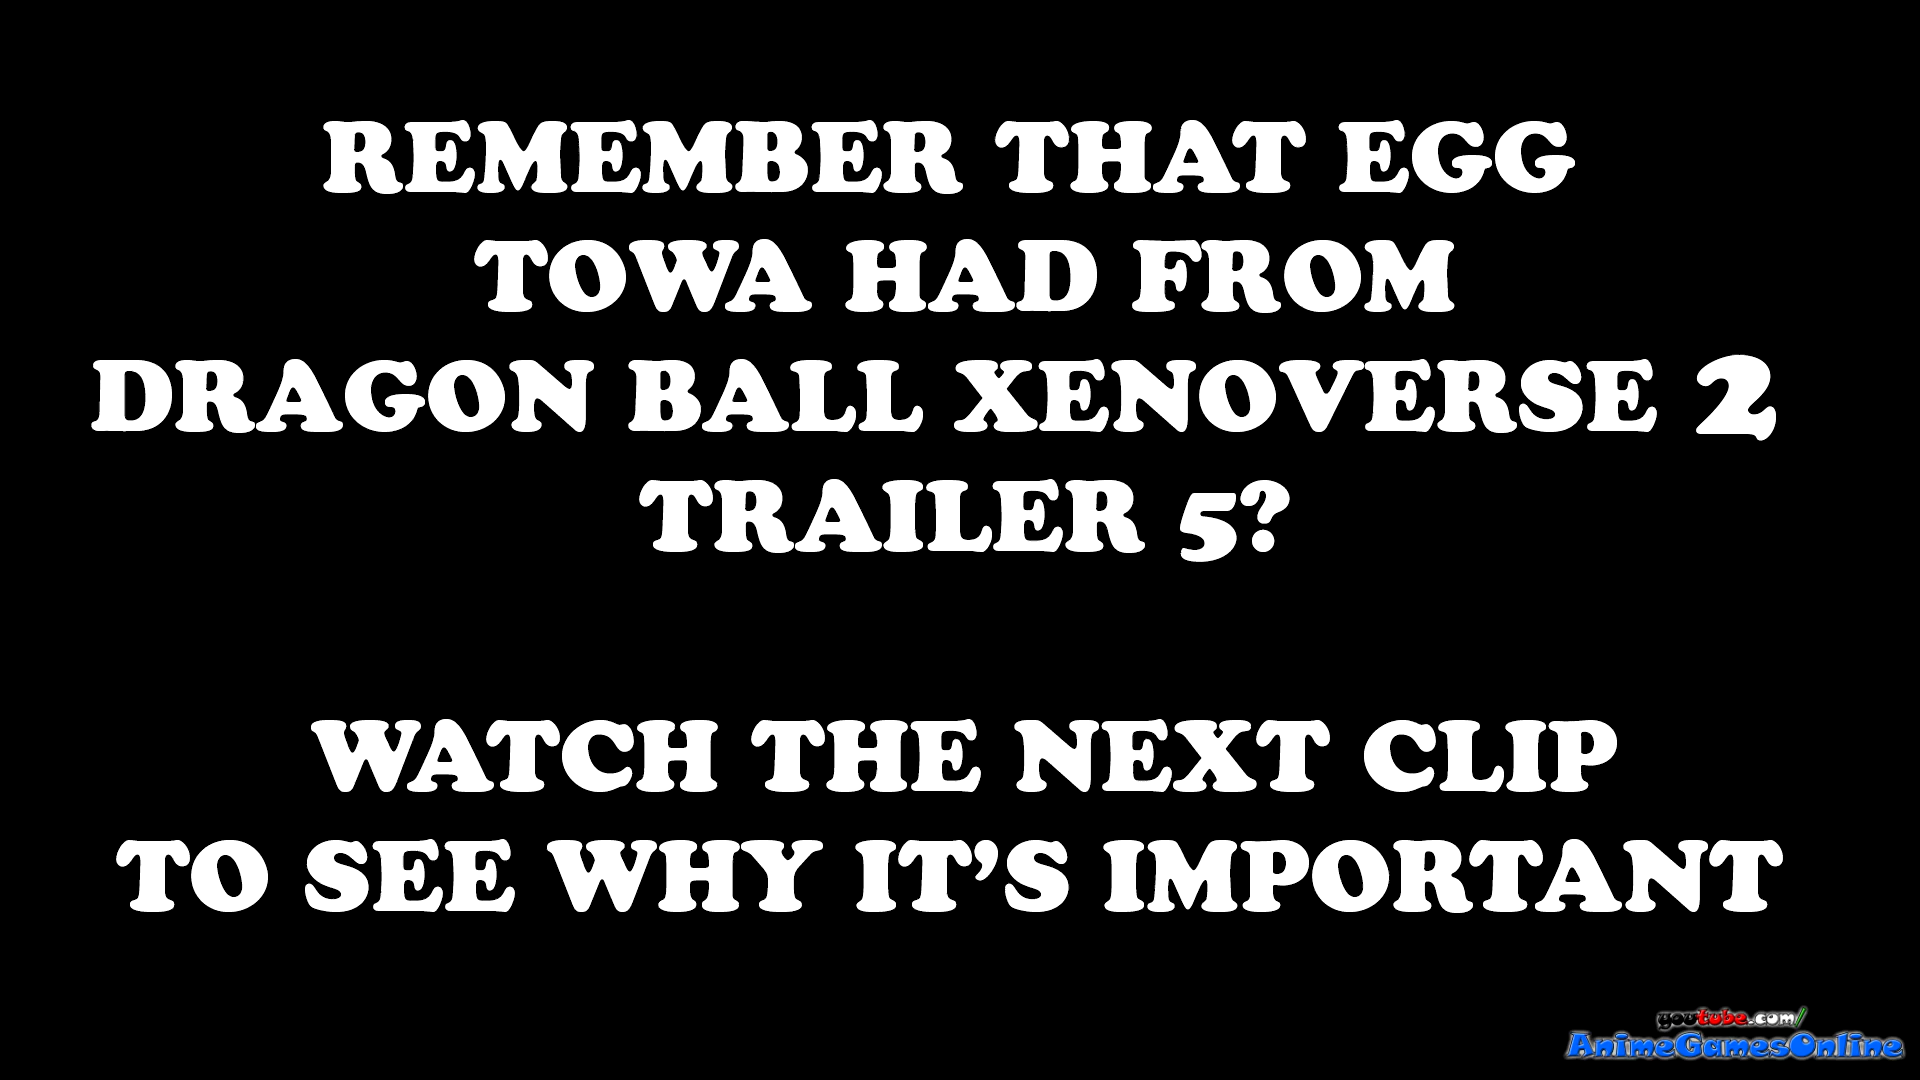 REMEMBER THAT EGG
TOWA HAD FROM
DRAGON BALL XENOVERSE 2
TRAILER 5?
WATCH THE NEXT CLIP
TO SEE WHY IT’S IMPORTANT
youtube.com/
AnimeGamesOnline